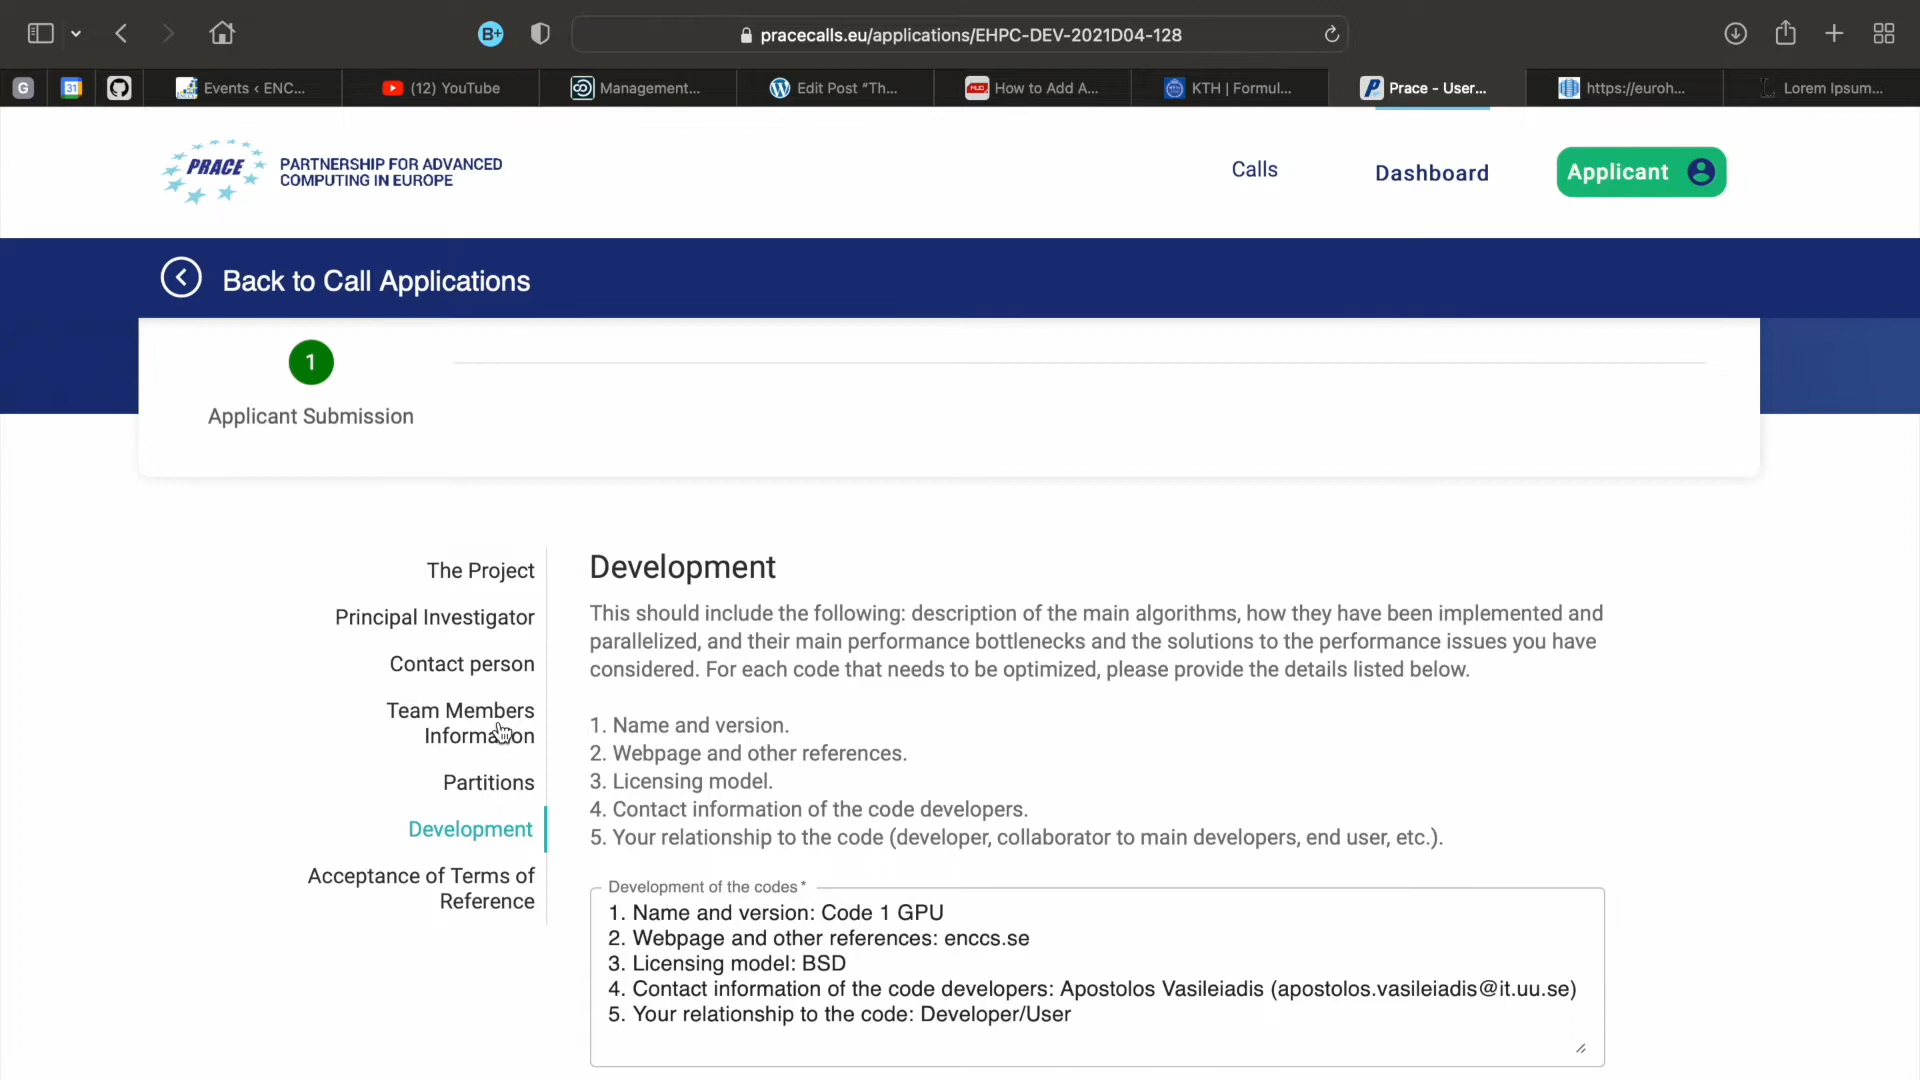 B+
pracecalls.eu/applications/EHPC-DEV-2021D04-128
G
31
Events ‹ ENC...
(12) YouTube
Management...
Edit Post "Th...
How to Add A...
KTH | Formul...
Prace - User...
https://euroh...
Lorem Ipsum...
PRACE
PARTNERSHIP FOR ADVANCED
COMPUTING IN EUROPE
Calls
Dashboard
Applicant
Back to Call Applications
1
Applicant Submission
The Project
Principal Investigator
Contact person
Team Members
Information
Partitions
Development
Acceptance of Terms of
Reference
Development
This should include the following: description of the main algorithms, how they have been implemented and
parallelized, and their main performance bottlenecks and the solutions to the performance issues you have
considered. For each code that needs to be optimized, please provide the details listed below.
1. Name and version.
2. Webpage and other references.
3. Licensing model.
4. Contact information of the code developers.
5. Your relationship to the code (developer, collaborator to main developers, end user, etc.).
Development of the codes *
1. Name and version: Code 1 GPU
2. Webpage and other references: enccs.se
3. Licensing model: BSD
4. Contact information of the code developers: Apostolos Vasileiadis (apostolos.vasileiadis@it.uu.se)
5. Your relationship to the code: Developer/User